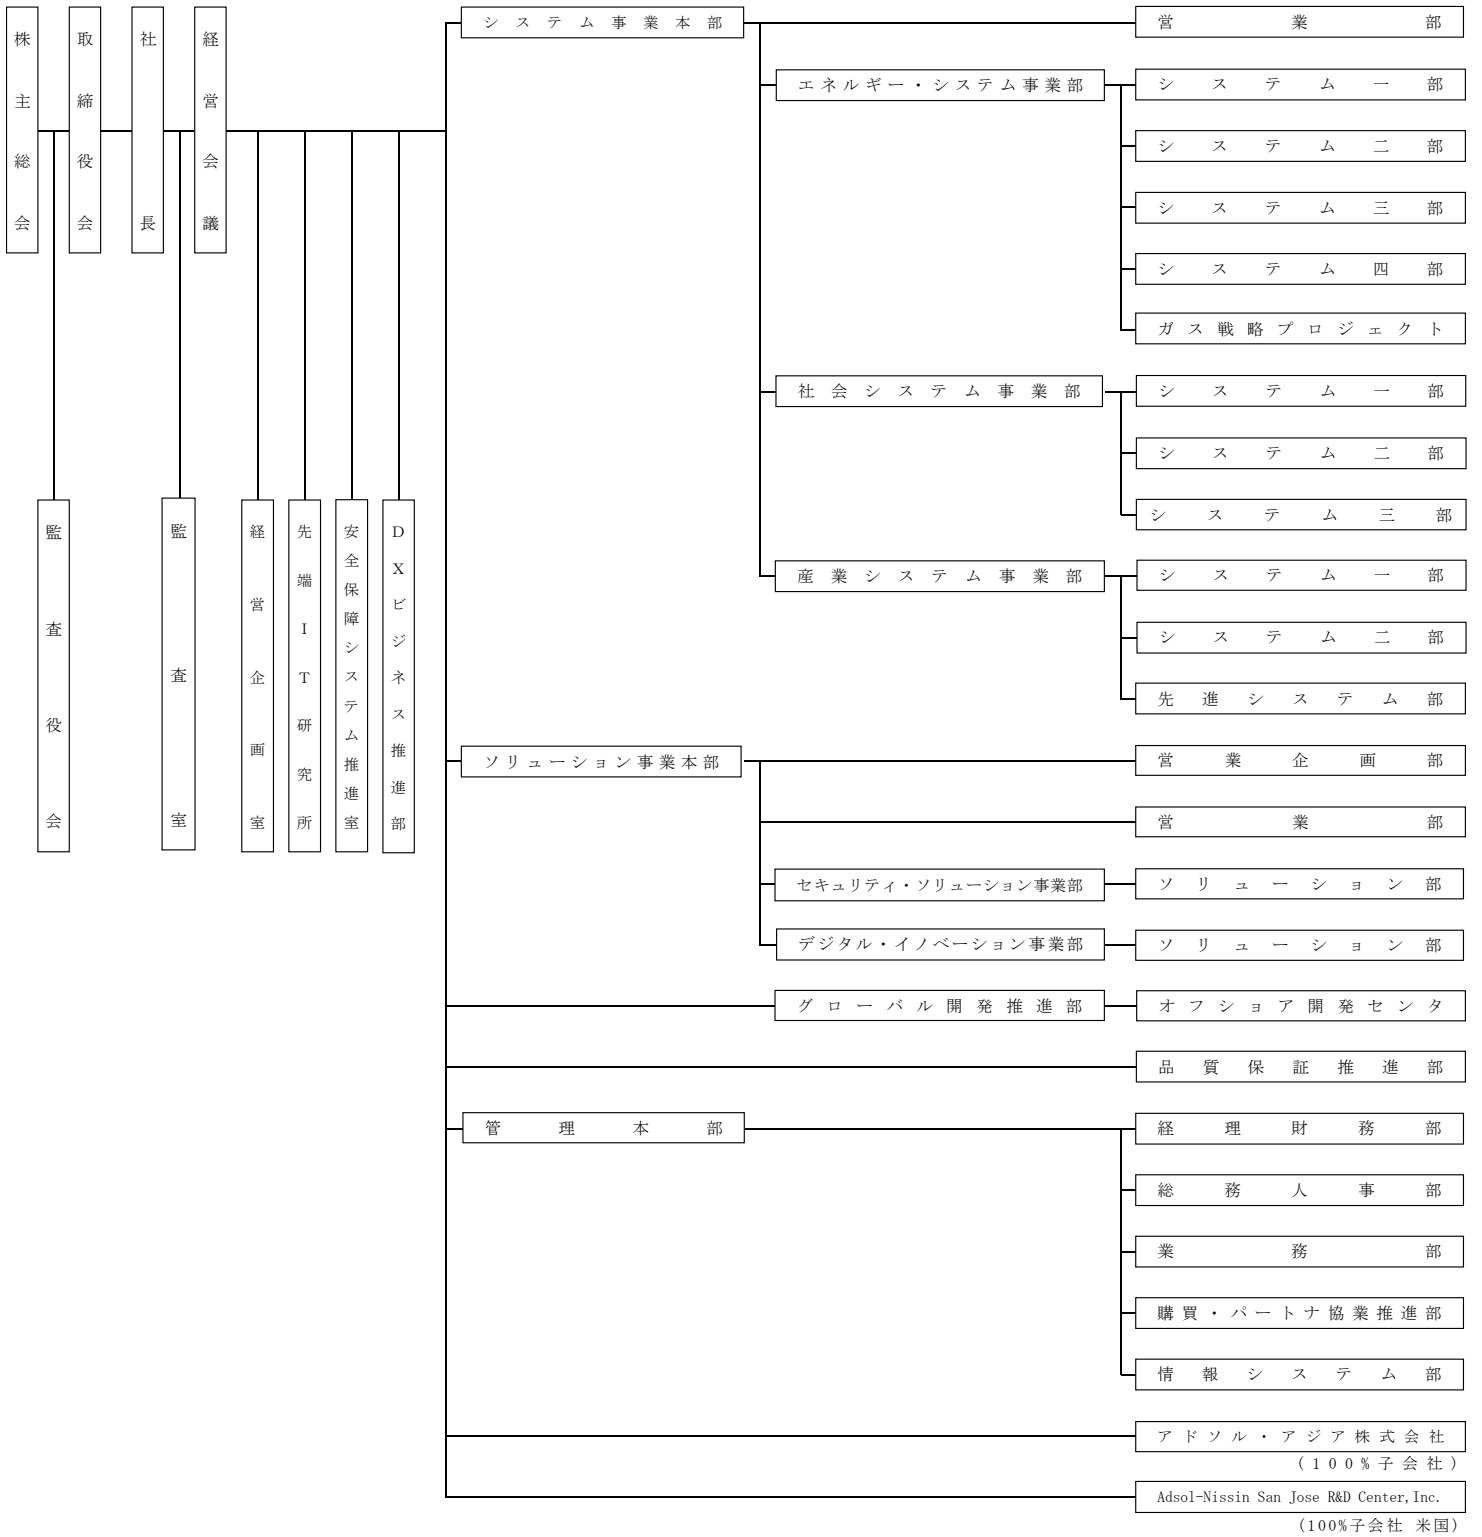 株主総会
取締役会
社長
経営会議
監査役会
監査室
経営企画室
先端IT研究所
安全保障システム推進室
DXビジネス推進部
システム事業本部
営業部
エネルギー・システム事業部
システム一部
システム二部
システム三部
システム四部
ガス戦略プロジェクト
社会システム事業部
システム一部
システム二部
システム三部
産業システム事業部
システム一部
システム二部
先進システム部
ソリューション事業本部
営業企画部
営業部
セキュリティ・ソリューション事業部
ソリューション部
デジタル・イノベーション事業部
ソリューション部
グローバル開発推進部
オフショア開発センタ
品質保証推進部
管理本部
経理財務部
総務人事部
業務部
購買・パートナ協業推進部
情報システム部
アドソル・アジア株式会社
(100%子会社)
Adsol-Nissin San Jose R&D Center,Inc.
(100%子会社 米国)